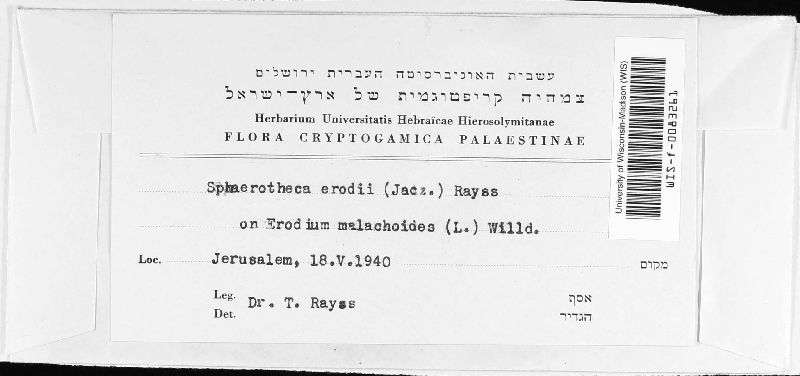 עשבית האוניברסיטה העברית ירושלים
צמחיה קריפטוגמית של ארץ-ישראל
Herbarium Universitatis Hebraïcae Hierosolymitanae
FLORA CRYPTOGAMICA PALAESTINAE
Sphaerotheca erodii (Jacz.) Rayss
on Erodium malachoides (L.) Willd.
Loc. Jerusalem, 18.V.1940 מקום
Leg. Dr. T. Rayss אסף
Det. הגדיר
University of Wisconsin-Madison (WIS)
WIS-f-0083261